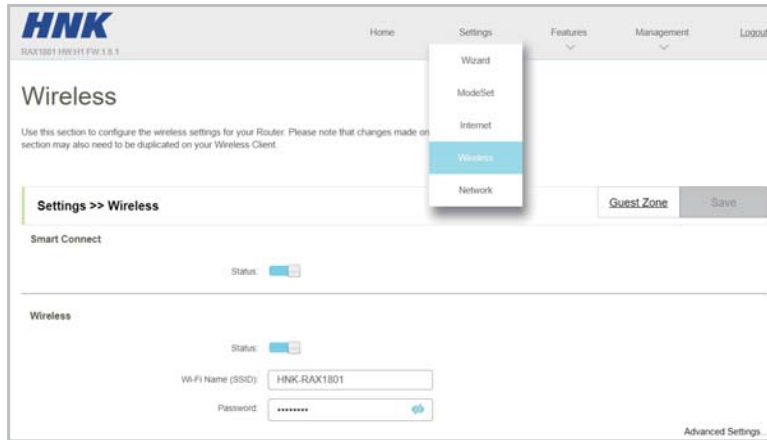 HNK
Home Settings Features Management Logout
RAX1801 HW:H1 FW:1.6.1
Wizard
ModeSet
Internet
Wireless
Network
Wireless
Use this section to configure the wireless settings for your Router. Please note that changes made on
section may also need to be duplicated on your Wireless Client.
Settings >> Wireless
Guest Zone Save
Smart Connect
Status:
Wireless
Status:
Wi-Fi Name (SSID): HNK-RAX1801
Password: ••••••••
Advanced Settings...